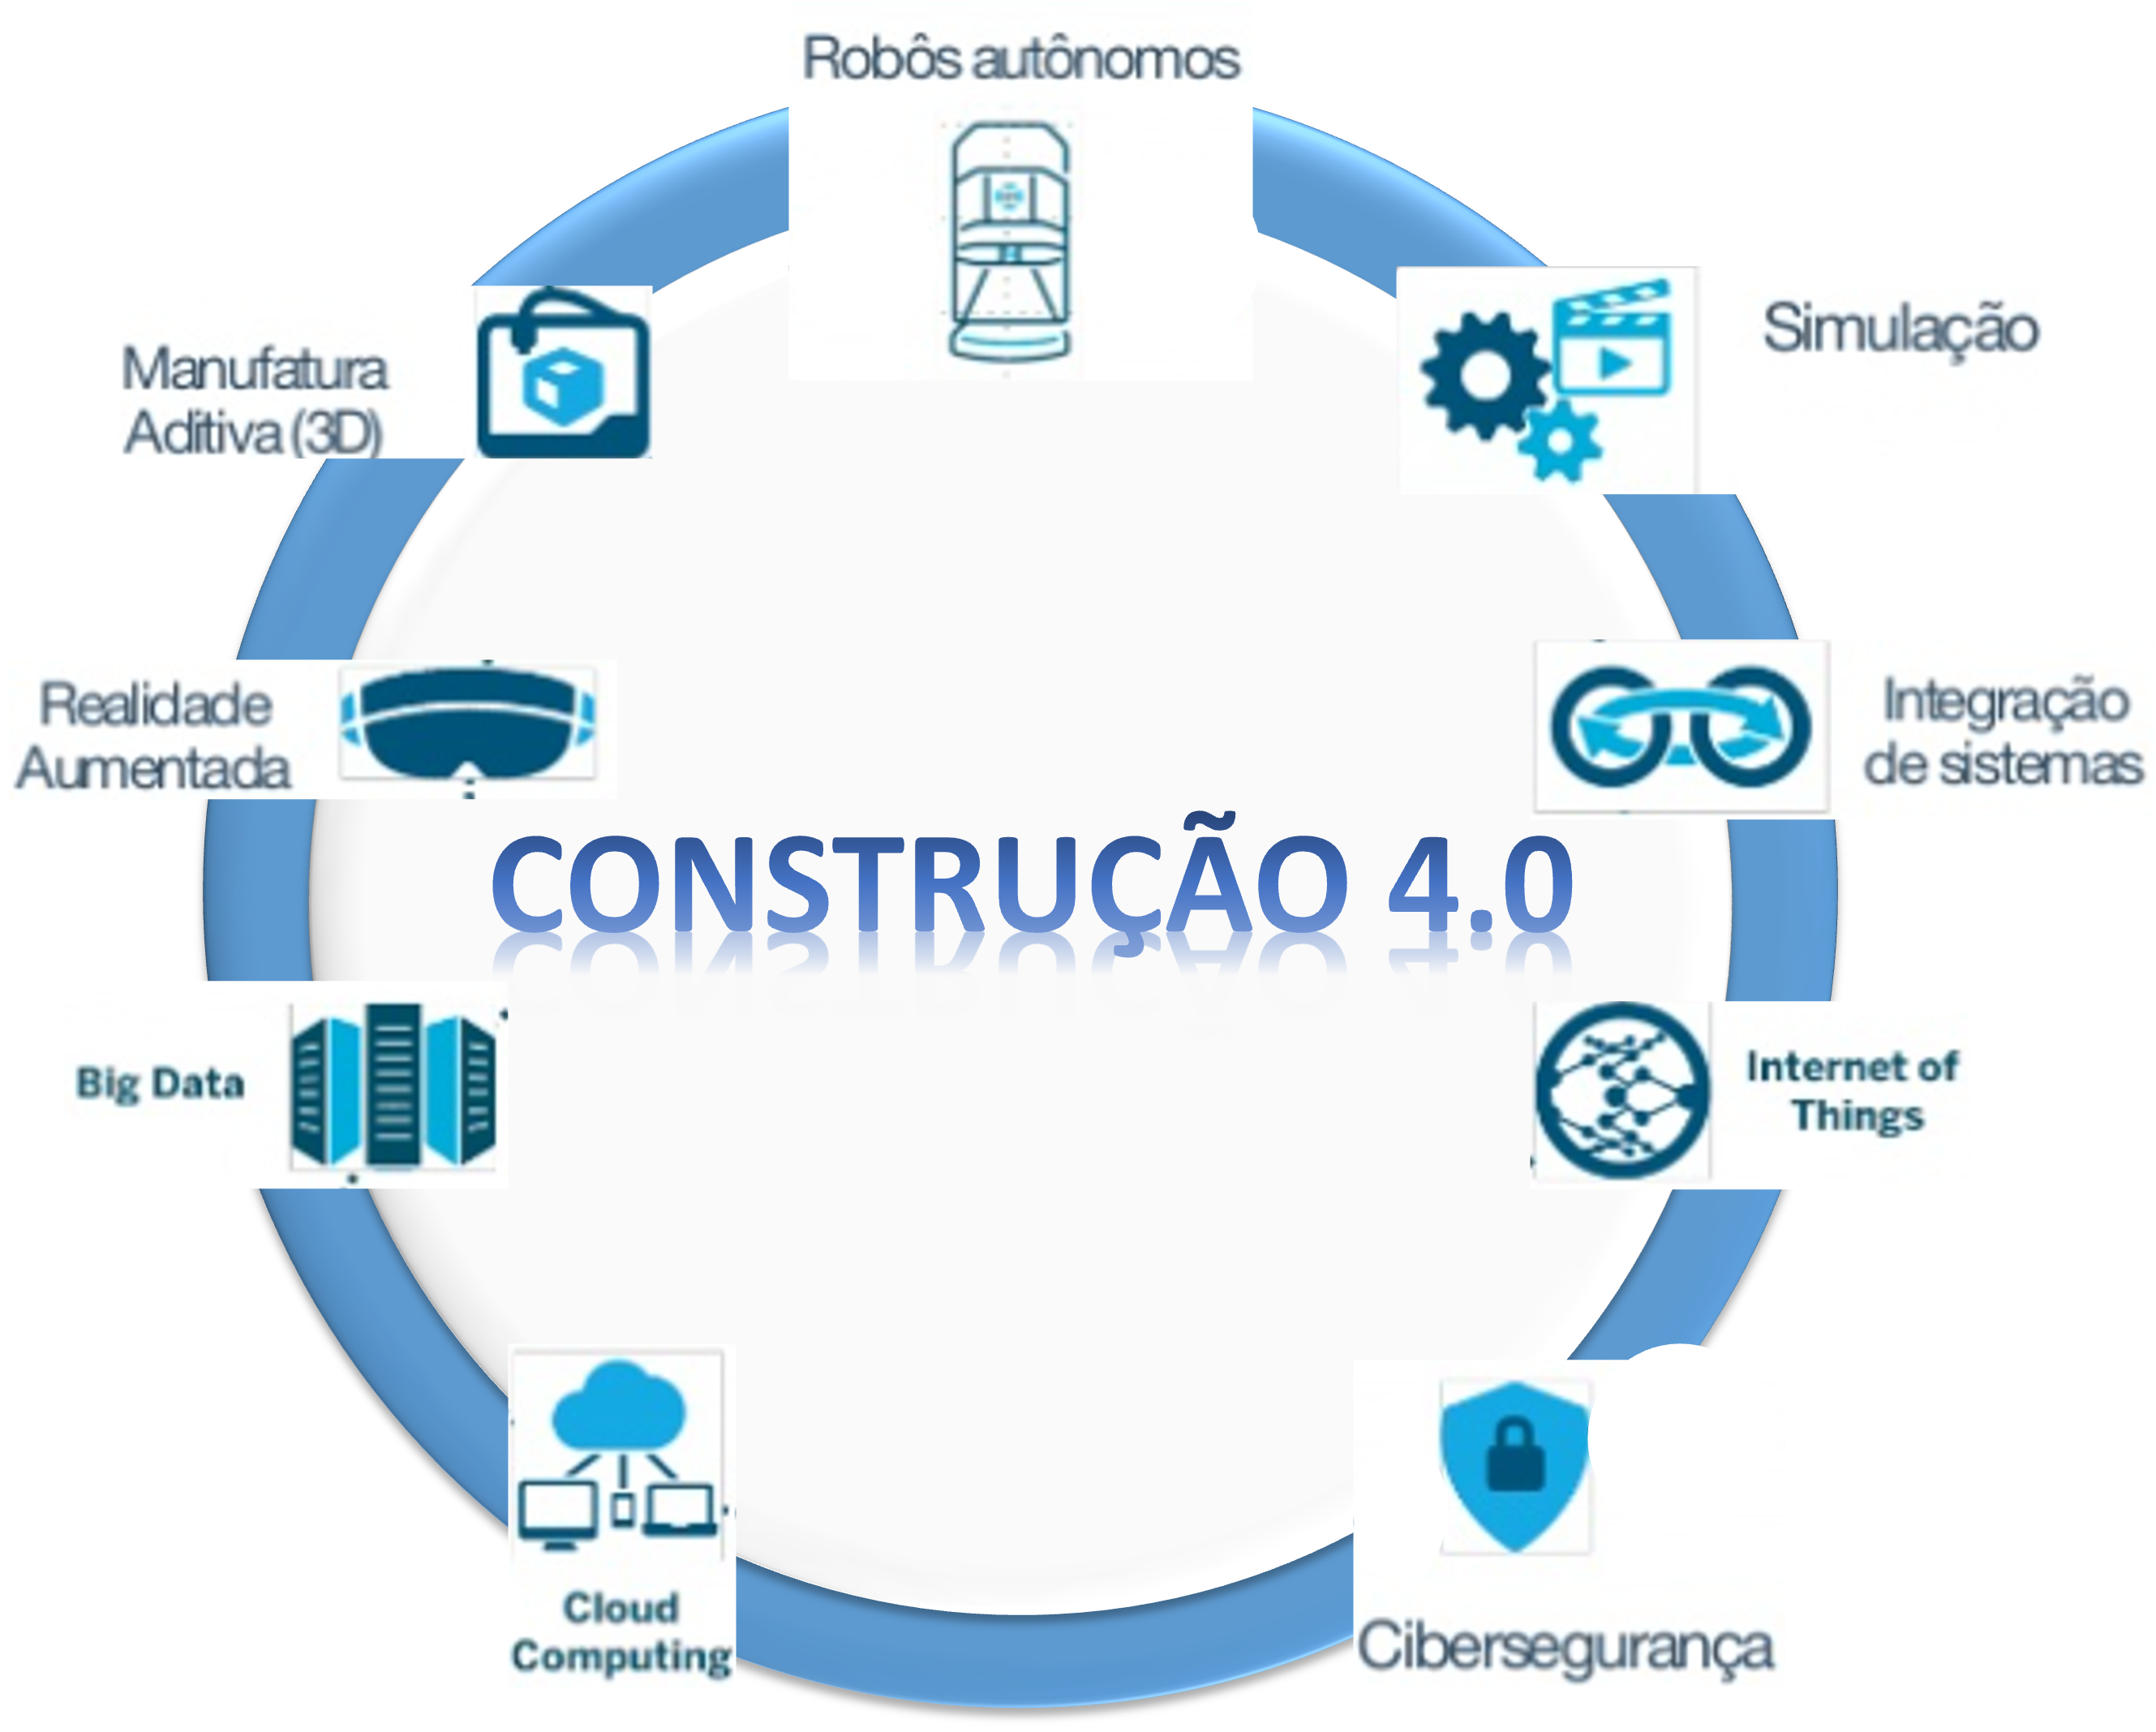 Robôs autônomos
Simulação
Manufatura
Aditiva (3D)
Realidade
Aumentada
Integração
de sistemas
CONSTRUÇÃO 4.0
Big Data
Internet of
Things
Cloud
Computing
Cibersegurança